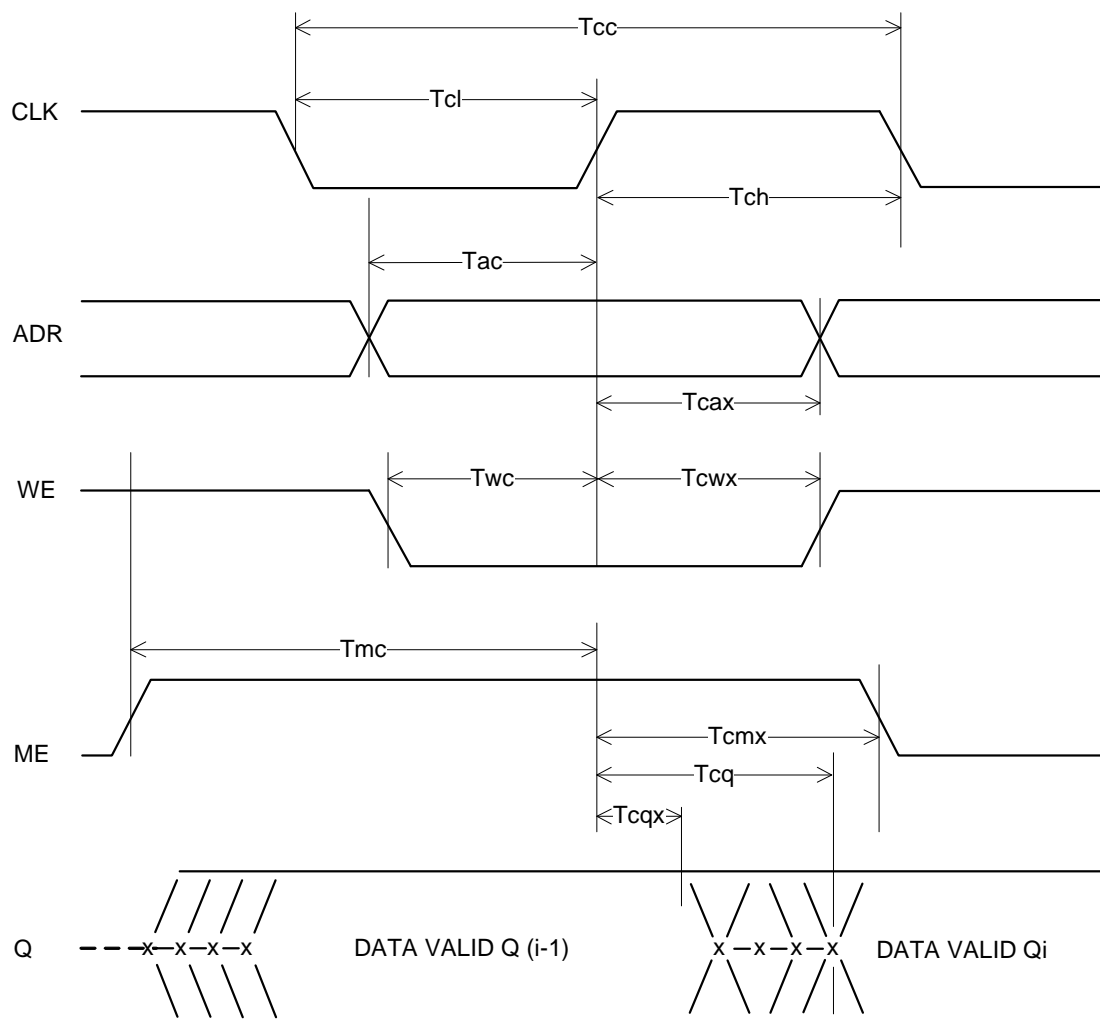 Tcc
Tcl
CLK
Tch
Tac
ADR
Tcax
Twc
Tcwx
WE
Tmc
Tcmx
ME
Tcq
Tcqx
Q
x x x x
DATA VALID Q (i-1)
x x x x
DATA VALID Qi